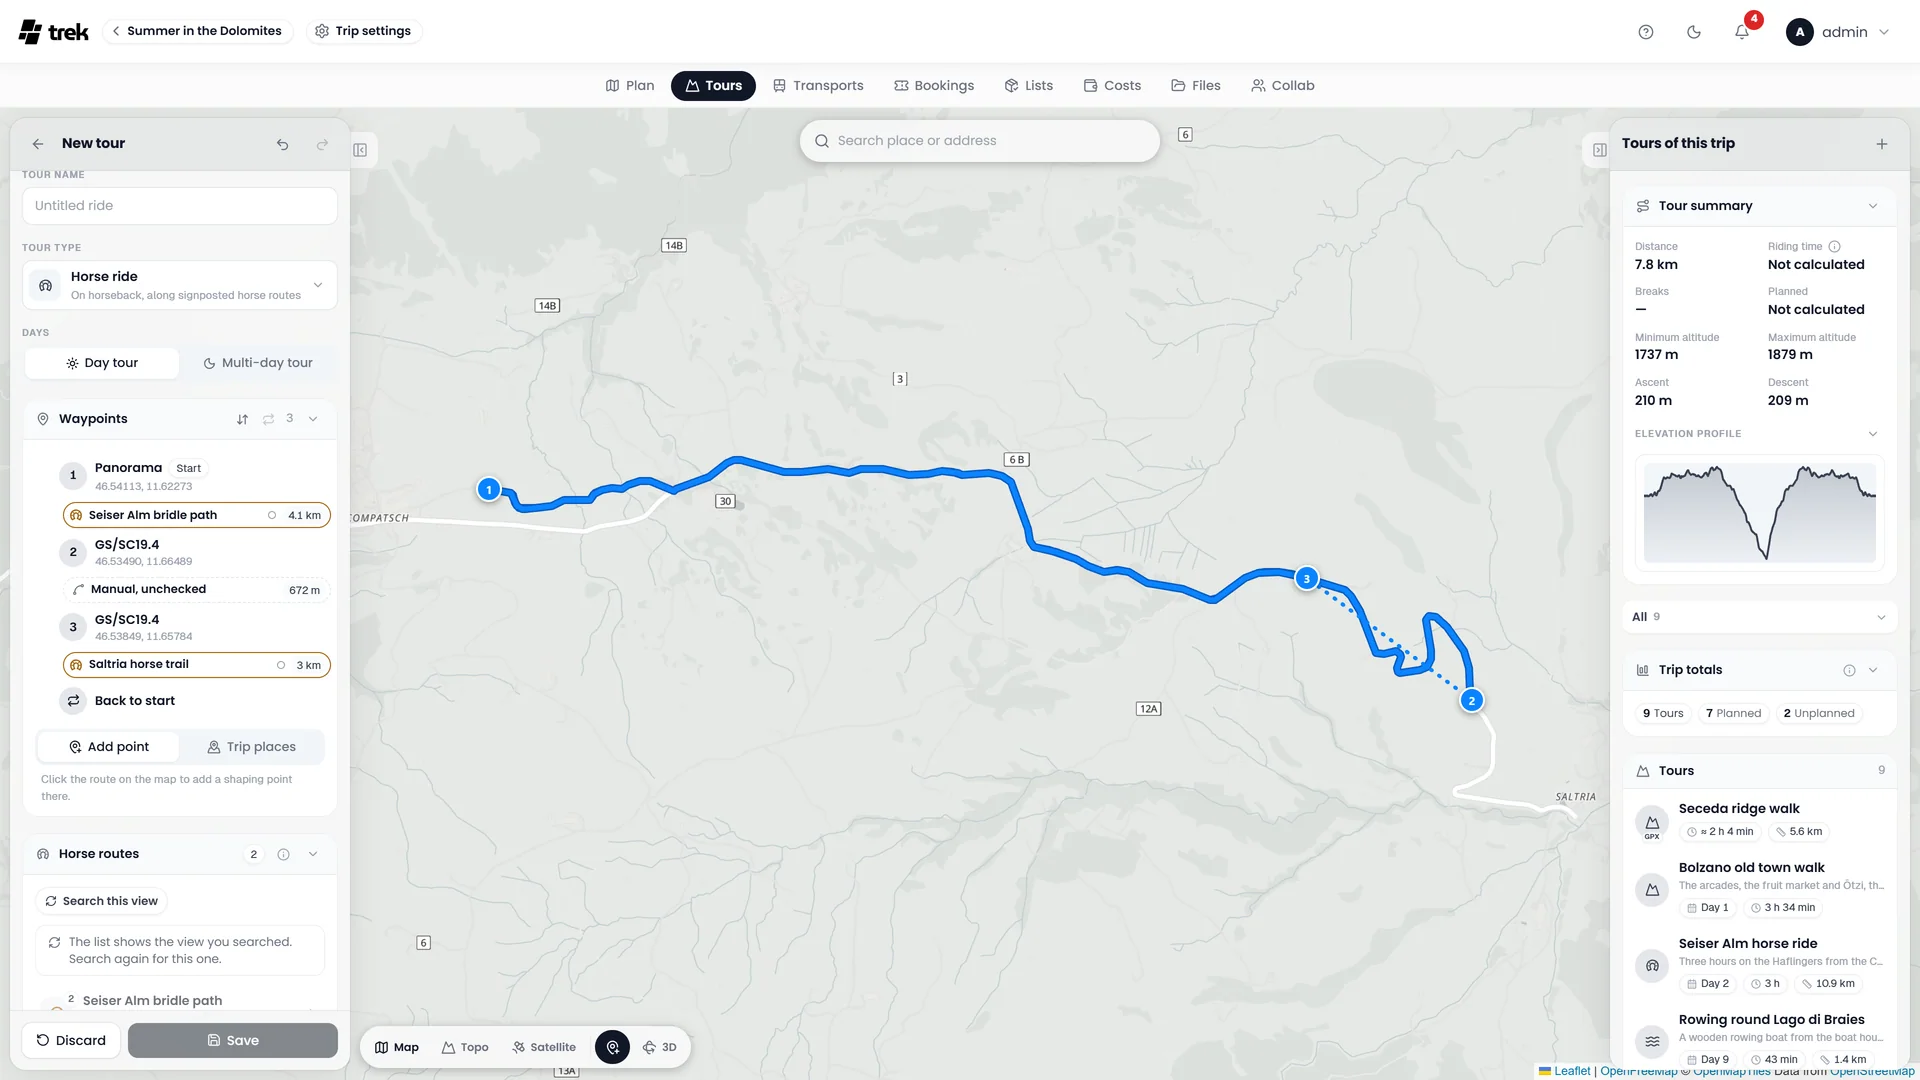 trek
Summer in the Dolomites
Trip settings
4
A
admin
Plan
Tours
Transports
Bookings
Lists
Costs
Files
Collab
New tour
TOUR NAME
Untitled ride
TOUR TYPE
Horse ride
On horseback, along signposted horse routes
DAYS
Day tour
Multi-day tour
Waypoints
3
1
Panorama
Start
46.54113, 11.62273
Seiser Alm bridle path
4.1 km
2
GS/SC19.4
46.53490, 11.66489
Manual, unchecked
672 m
3
GS/SC19.4
46.53849, 11.65784
Saltria horse trail
3 km
Back to start
Add point
Trip places
Click the route on the map to add a shaping point
there.
Horse routes
2
Search this view
The list shows the view you searched.
Search again for this one.
2
Seiser Alm bridle path
Discard
Save
Search place or address
6
14B
14B
3
6 B
30
1
3
2
COMPATSCH
12A
SALTRIA
6
13A
Map
Topo
Satellite
3D
Leaflet | OpenFreeMap © OpenMapTiles Data from OpenStreetMap
Tours of this trip
Tour summary
Distance
7.8 km
Riding time
Not calculated
Breaks
—
Planned
Not calculated
Minimum altitude
1737 m
Maximum altitude
1879 m
Ascent
210 m
Descent
209 m
ELEVATION PROFILE
All 9
Trip totals
9 Tours
7 Planned
2 Unplanned
Tours
9
GPX
Seceda ridge walk
≈ 2 h 4 min
5.6 km
Bolzano old town walk
The arcades, the fruit market and Ötzi, th...
Day 1
3 h 34 min
Seiser Alm horse ride
Three hours on the Haflingers from the C...
Day 2
3 h
10.9 km
Rowing round Lago di Braies
A wooden rowing boat from the boat hou...
Day 9
43 min
1.4 km